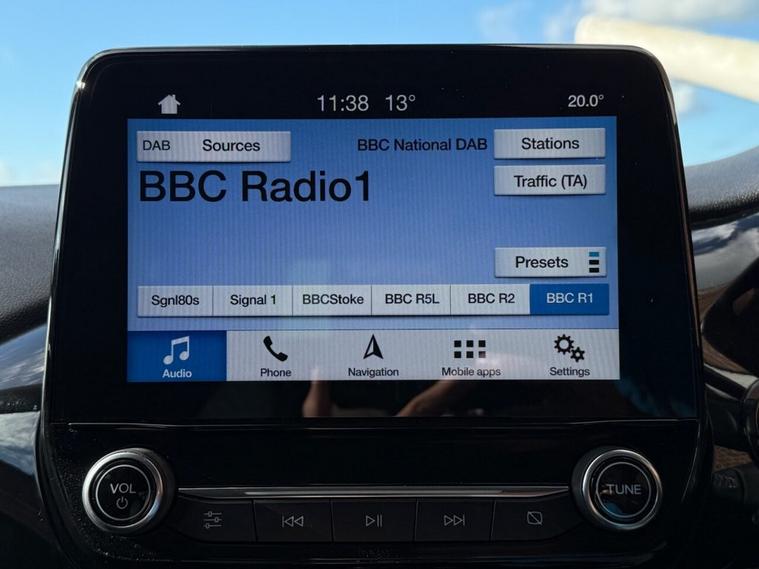 11:38 13° 20.0°
DAB Sources BBC National DAB Stations
BBC Radio1
Traffic (TA)
Presets
Sgnl80s Signal 1 BBCStoke BBC R5L BBC R2 BBC R1
Audio Phone Navigation Mobile apps Settings
VOL TUNE